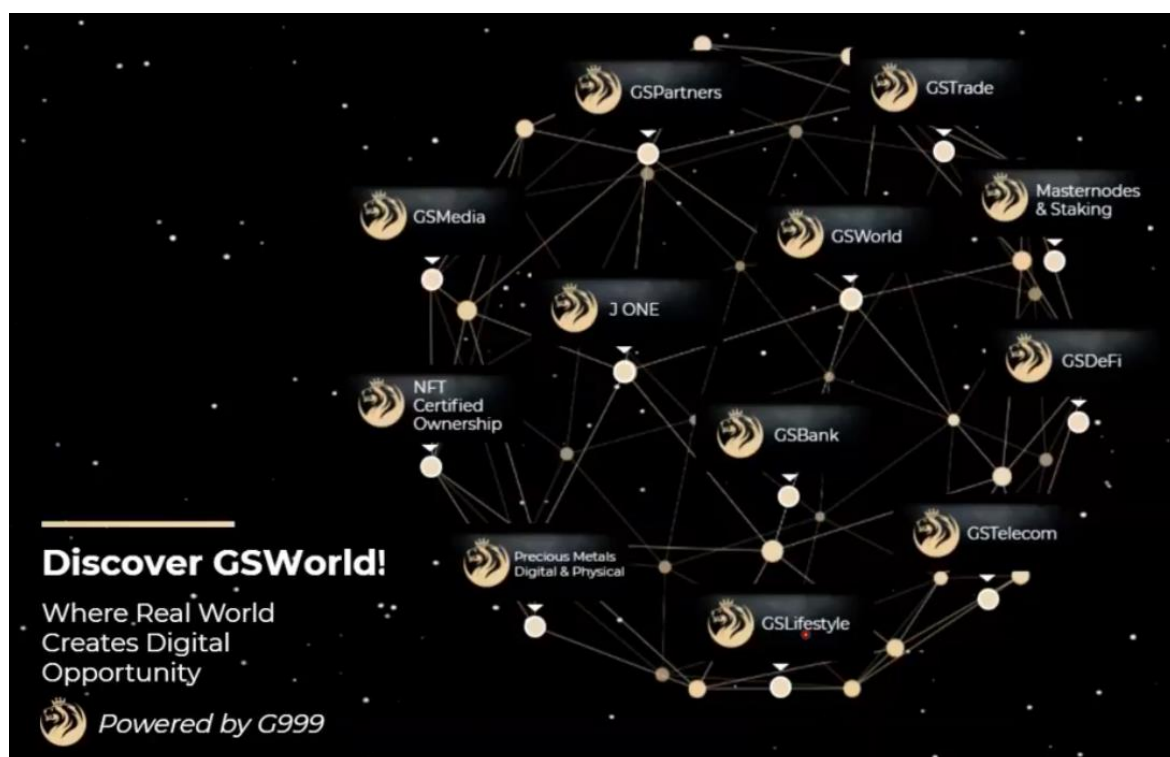 GSPartners
GSTrade
Masternodes
& Staking
GSMedia
GSWorld
J ONE
GSDeFi
NFT
Certified
Ownership
GSBank
GSTelecom
Precious Metals
Digital & Physical
GSLifestyle
Discover GSWorld!
Where Real World
Creates Digital
Opportunity
Powered by G999